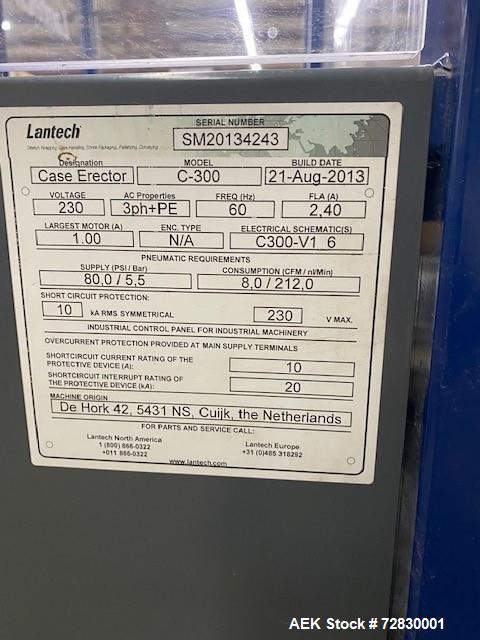 Lantech
Stretch Wrapping, Case Handling, Shrink Packaging, Palletizing, Conveying
SERIAL NUMBER
SM20134243
Designation MODEL BUILD DATE
Case Erector C-300 21-Aug-2013
VOLTAGE AC Properties FREQ (Hz) FLA (A)
230 3ph+PE 60 2,40
LARGEST MOTOR (A) ENC. TYPE ELECTRICAL SCHEMATIC(S)
1.00 N/A C300-V1_6
PNEUMATIC REQUIREMENTS
SUPPLY (PSI / Bar) CONSUMPTION (CFM / nl/Min)
80,0 / 5,5 8,0 / 212,0
SHORT CIRCUIT PROTECTION:
10 kA RMS SYMMETRICAL 230 V MAX.
INDUSTRIAL CONTROL PANEL FOR INDUSTRIAL MACHINERY
OVERCURRENT PROTECTION PROVIDED AT MAIN SUPPLY TERMINALS
SHORTCIRCUIT CURRENT RATING OF THE
PROTECTIVE DEVICE (A): 10
SHORTCIRCUIT INTERRUPT RATING OF
THE PROTECTIVE DEVICE (kA): 20
MACHINE ORIGIN
De Hork 42, 5431 NS, Cuijk, the Netherlands
FOR PARTS AND SERVICE CALL:
Lantech North America Lantech Europe
1 (800) 866-0322 +31 (0)485 318292
+011 866-0322
www.lantech.com
AEK Stock # 72830001